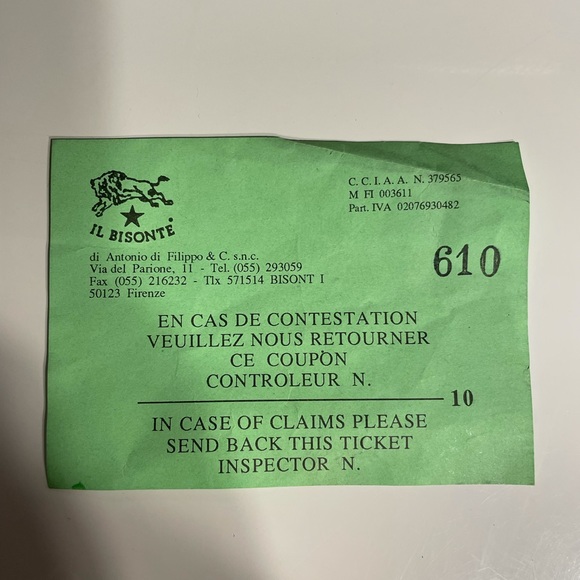 IL BISONTE
C. C. I. A. A. N. 379565
M FI 003611
Part. IVA 02076930482
di Antonio di Filippo & C. s.n.c.
Via del Parione, 11 - Tel. (055) 293059
Fax (055) 216232 - Tlx 571514 BISONT I
50123 Firenze
610
EN CAS DE CONTESTATION
VEUILLEZ NOUS RETOURNER
CE COUPON
CONTROLEUR N.
10
IN CASE OF CLAIMS PLEASE
SEND BACK THIS TICKET
INSPECTOR N.